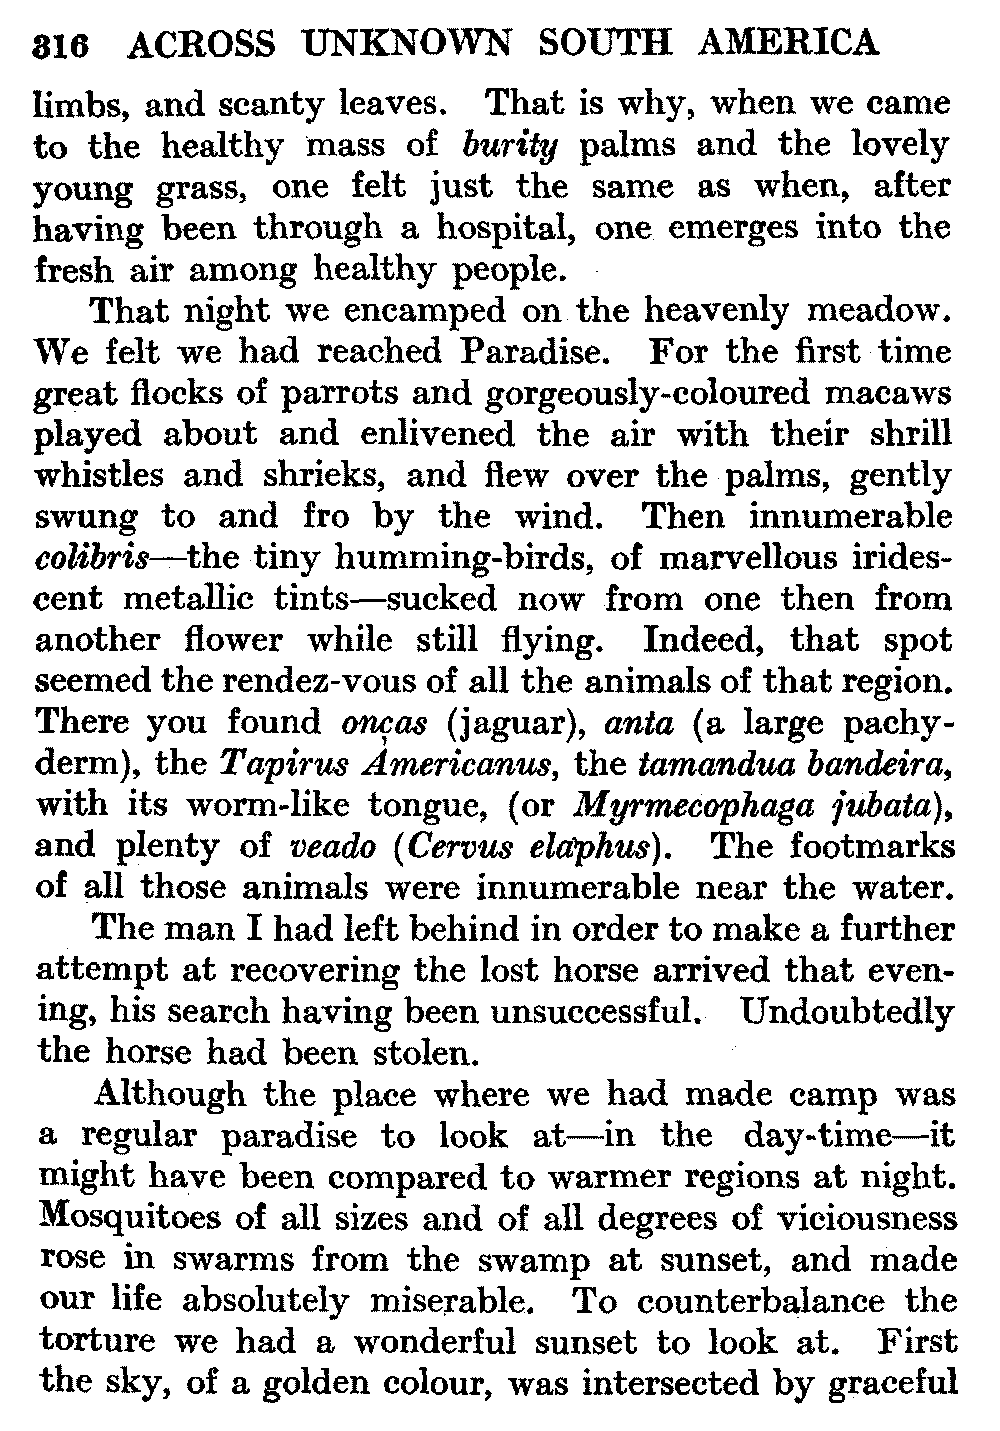 316 ACROSS UNKNOWN SOUTH AMERICA
limbs, and scanty leaves. That is why, when we came
to the healthy mass of burity palms and the lovely
young grass, one felt just the same as when, after
having been through a hospital, one emerges into the
fresh air among healthy people.
That night we encamped on the heavenly meadow.
We felt we had reached Paradise. For the first time
great flocks of parrots and gorgeously-coloured macaws
played about and enlivened the air with their shrill
whistles and shrieks, and flew over the palms, gently
swung to and fro by the wind. Then innumerable
colibris—the tiny humming-birds, of marvellous irides-
cent metallic tints—sucked now from one then from
another flower while still flying. Indeed, that spot
seemed the rendez-vous of all the animals of that region.
There you found onças (jaguar), anta (a large pachy-
derm), the Tapirus Americanus, the tamandua bandeira,
with its worm-like tongue, (or Myrmecophaga jubata),
and plenty of veado (Cervus elaphus). The footmarks
of all those animals were innumerable near the water.
The man I had left behind in order to make a further
attempt at recovering the lost horse arrived that even-
ing, his search having been unsuccessful. Undoubtedly
the horse had been stolen.
Although the place where we had made camp was
a regular paradise to look at—in the day-time—it
might have been compared to warmer regions at night.
Mosquitoes of all sizes and of all degrees of viciousness
rose in swarms from the swamp at sunset, and made
our life absolutely miserable. To counterbalance the
torture we had a wonderful sunset to look at. First
the sky, of a golden colour, was intersected by graceful